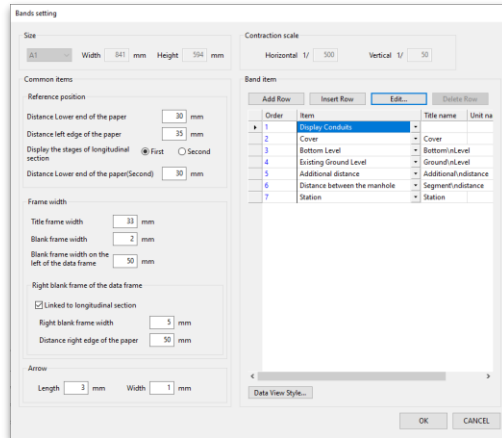 Bands setting
Size
A1 Width 841 mm Height 594 mm
Contraction scale
Horizontal 1/ 500 Vertical 1/ 50
Common items
Reference position
Distance Lower end of the paper 30 mm
Distance left edge of the paper 35 mm
Display the stages of longitudinal section First Second
Distance Lower end of the paper(Second) 30 mm
Frame width
Title frame width 33 mm
Blank frame width 2 mm
Blank frame width on the left of the data frame 50 mm
Right blank frame of the data frame
Linked to longitudinal section
Right blank frame width 5 mm
Distance right edge of the paper 50 mm
Arrow
Length 3 mm Width 1 mm
Band item
Add Row Insert Row Edit... Delete Row
Order Item Title name Unit na
1 Display Conduits
2 Cover Cover
3 Bottom Level Bottom\nLevel
4 Existing Ground Level Ground\nLevel
5 Additional distance Additional\ndistance
6 Distance between the manhole Segment\ndistance
7 Station Station
Data View Style...
OK CANCEL